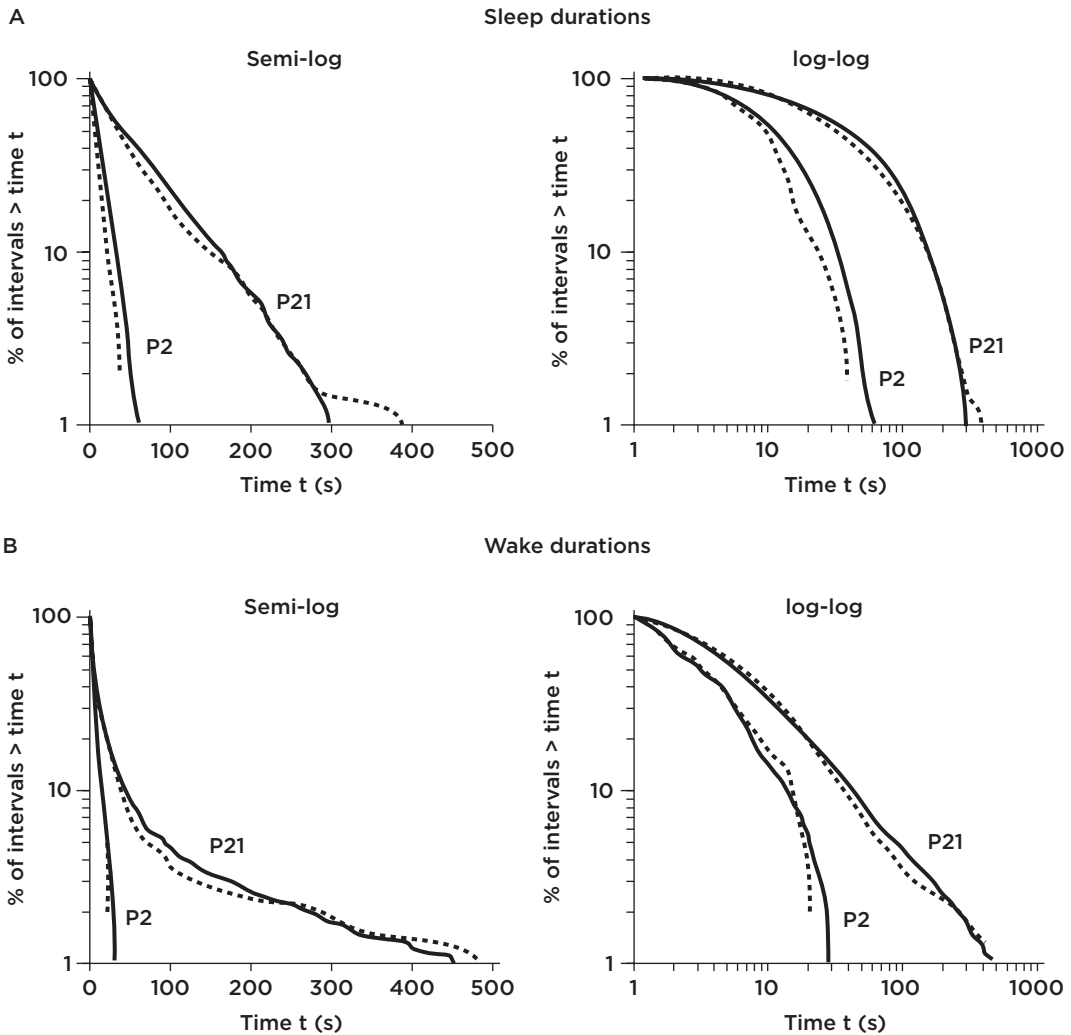 A
Sleep durations
Semi-log
log-log
% of intervals > time t
100
10
1
P2
P21
0 100 200 300 400 500
Time t (s)
% of intervals > time t
100
10
1
P2
P21
1 10 100 1000
Time t (s)
B
Wake durations
Semi-log
log-log
% of intervals > time t
100
10
1
P21
P2
0 100 200 300 400 500
Time t (s)
% of intervals > time t
100
10
1
P21
P2
1 10 100 1000
Time t (s)